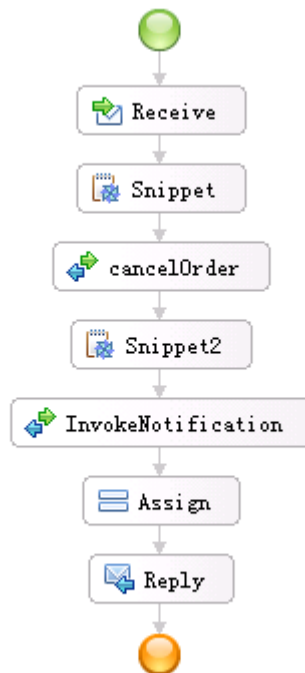 Receive
Snippet
cancelOrder
Snippet2
InvokeNotification
Assign
Reply